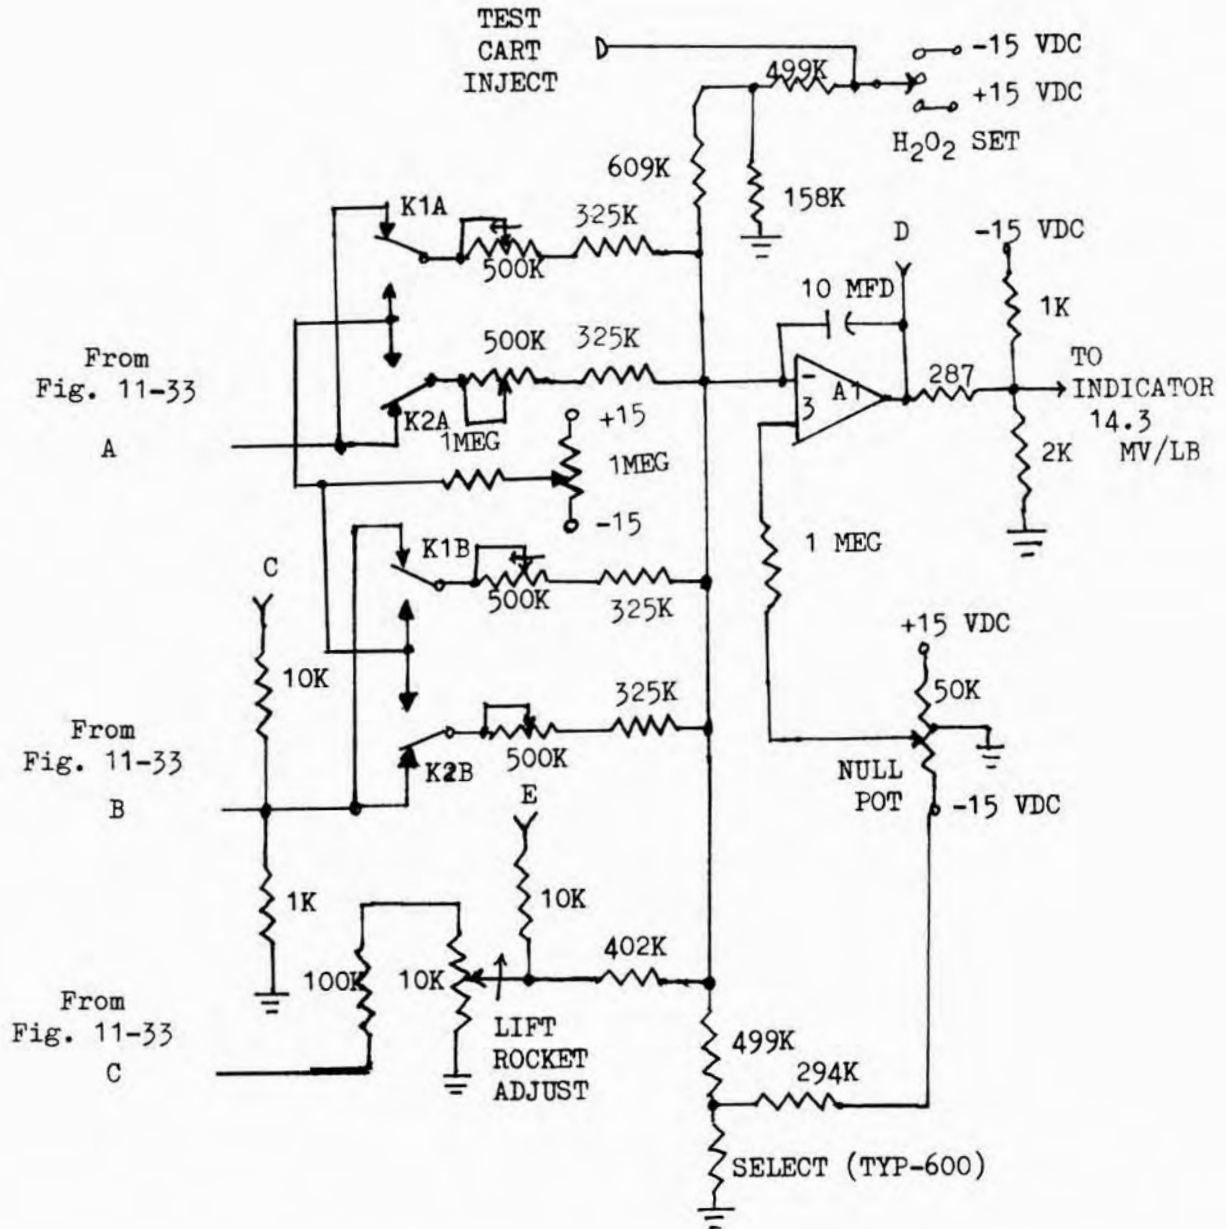 TEST
CART
INJECT
499K
-15 VDC
+15 VDC
H₂O₂ SET
609K
158K
K1A
500K
325K
D
-15 VDC
10 MFD
1K
From
Fig. 11-33
A
500K
325K
K2A
1MEG
+15
1MEG
-15
-
3
A1
287
TO
INDICATOR
14.3
MV/LB
2K
1 MEG
C
10K
K1B
500K
325K
+15 VDC
50K
NULL
POT
-15 VDC
From
Fig. 11-33
B
325K
500K
K2B
E
10K
1K
402K
100K
10K
LIFT
ROCKET
ADJUST
From
Fig. 11-33
C
499K
294K
SELECT (TYP-600)